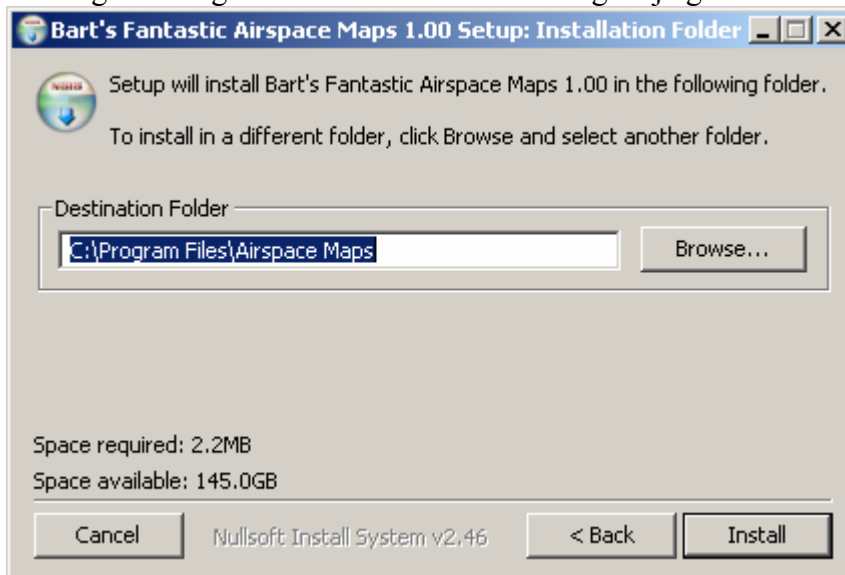 Bart's Fantastic Airspace Maps 1.00 Setup: Installation Folder
Setup will install Bart's Fantastic Airspace Maps 1.00 in the following folder.
To install in a different folder, click Browse and select another folder.
Destination Folder
C:\Program Files\Airspace Maps
Browse...
Space required: 2.2MB
Space available: 145.0GB
Cancel
Nullsoft Install System v2.46
< Back
Install